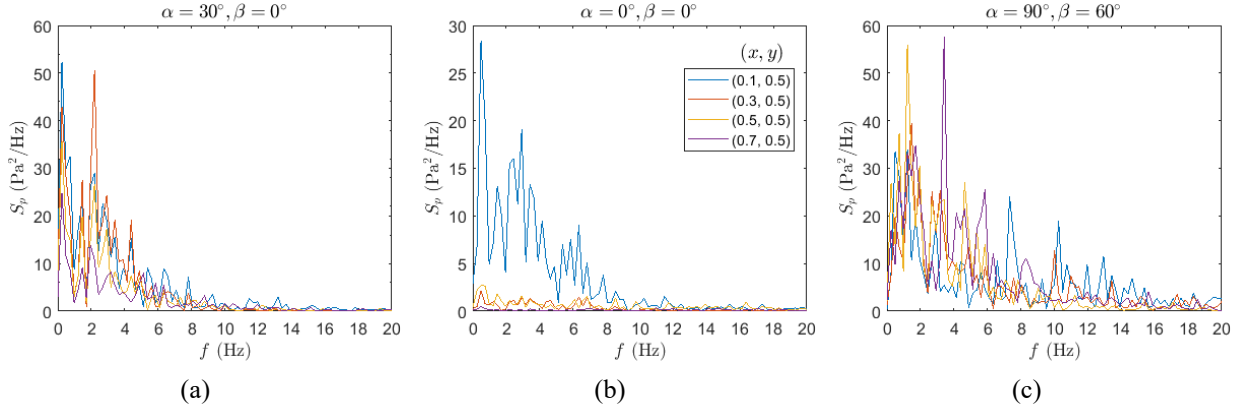 α = 30°, β = 0°
60
50
40
30
20
10
0
S_p (Pa²/Hz)
0 2 4 6 8 10 12 14 16 18 20
f (Hz)
(a)
α = 0°, β = 0°
30
25
20
15
10
5
0
S_p (Pa²/Hz)
(x, y)
(0.1, 0.5)
(0.3, 0.5)
(0.5, 0.5)
(0.7, 0.5)
0 2 4 6 8 10 12 14 16 18 20
f (Hz)
(b)
α = 90°, β = 60°
60
50
40
30
20
10
0
S_p (Pa²/Hz)
0 2 4 6 8 10 12 14 16 18 20
f (Hz)
(c)